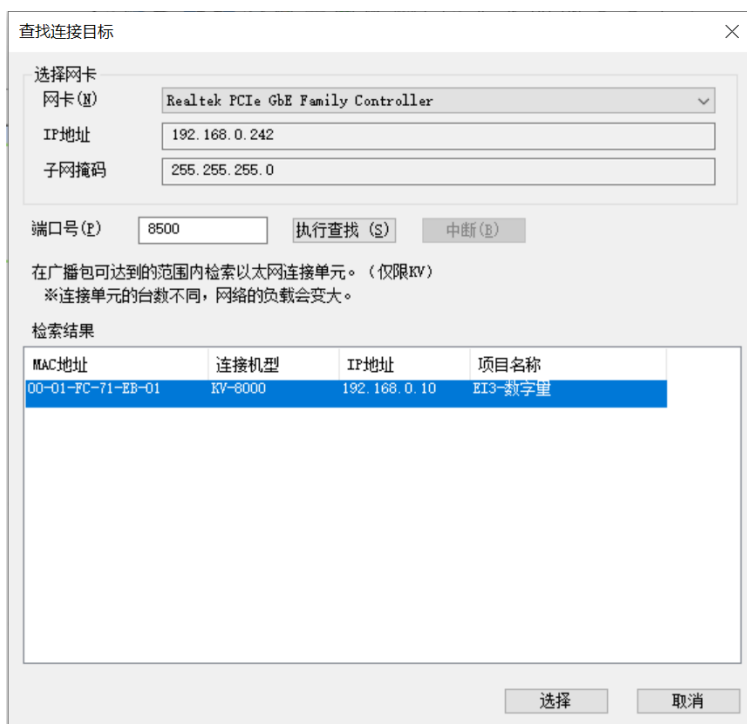 查找连接目标
选择网卡
网卡(N) Realtek PCIe GbE Family Controller
IP地址 192.168.0.242
子网掩码 255.255.255.0
端口号(P) 8500 执行查找 (S) 中断(B)
在广播包可达到的范围内检索以太网连接单元。（仅限KV）
※连接单元的台数不同，网络的负载会变大。
检索结果
MAC地址 连接机型 IP地址 项目名称
00-01-FC-71-EB-01 KV-8000 192.168.0.10 EI3-数字量
选择 取消